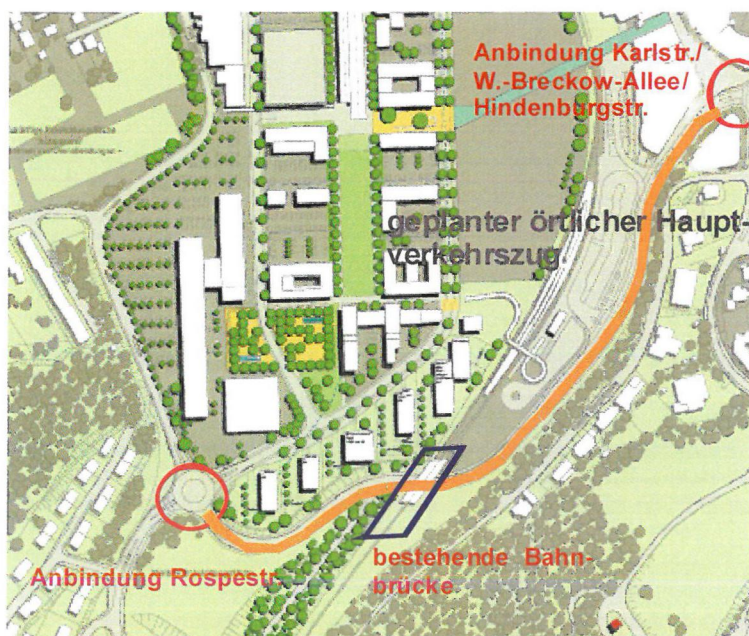 Anbindung Karlstr./
W.-Breckow-Allee/
Hindenburgstr.
geplanter örtlicher Haupt-
verkehrszug
Anbindung Rospestr.
bestehende Bahn-
brücke